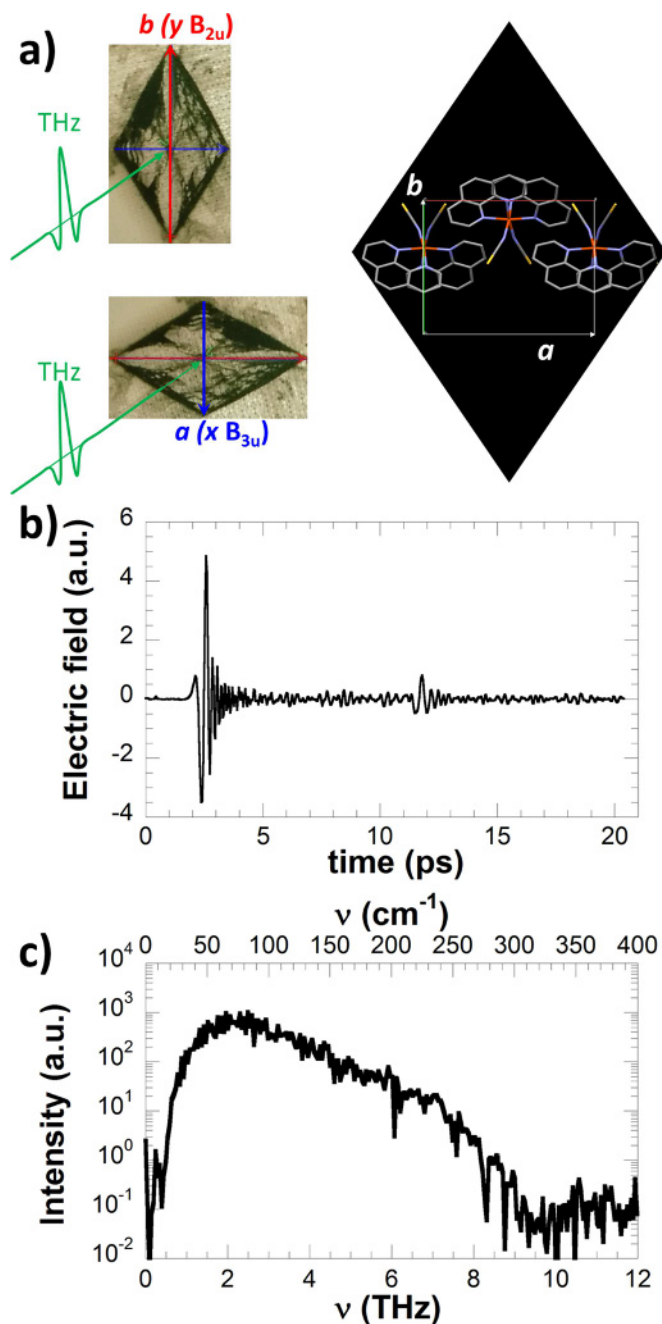 a)
b (y B2u)
THz
b
a
THz
a (x B3u)
b)
Electric field (a.u.)
6
4
2
0
-2
-4
0 5 10 15 20
time (ps)
c)
ν (cm-1)
0 50 100 150 200 250 300 350 400
Intensity (a.u.)
10^4
10^3
10^2
10^1
10^0
10^-1
10^-2
0 2 4 6 8 10 12
ν (THz)